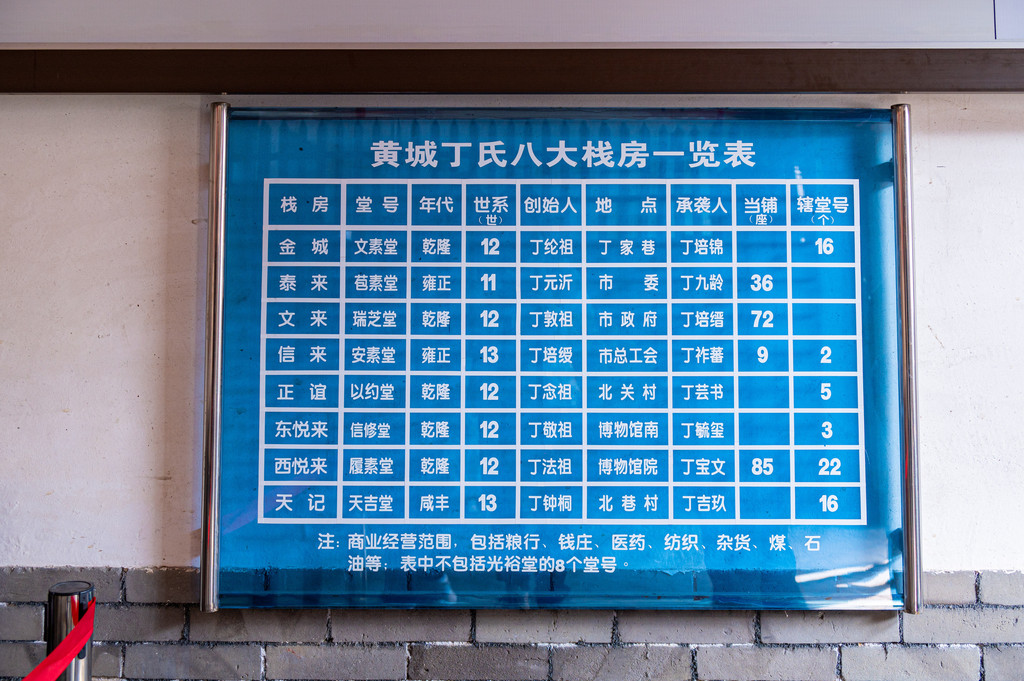 黄城丁氏八大栈房一览表
栈房 堂号 年代 世系(世) 创始人 地点 承袭人 当铺(座) 辖堂号(个)
金城 文素堂 乾隆 12 丁纶祖 丁家巷 丁培锦 16
泰来 苞素堂 雍正 11 丁元沂 市委 丁九龄 36
文来 瑞芝堂 乾隆 12 丁敦祖 市政府 丁培缙 72
信来 安素堂 雍正 13 丁培绶 市总工会 丁祚蕃 9 2
正谊 以约堂 乾隆 12 丁念祖 北关村 丁芸书 5
东悦来 信修堂 乾隆 12 丁敬祖 博物馆南 丁毓玺 3
西悦来 履素堂 乾隆 12 丁法祖 博物馆院 丁宝文 85 22
天记 天吉堂 咸丰 13 丁钟桐 北巷村 丁吉玖 16
注：商业经营范围，包括粮行、钱庄、医药、纺织、杂货、煤、石
油等；表中不包括光裕堂的8个堂号。